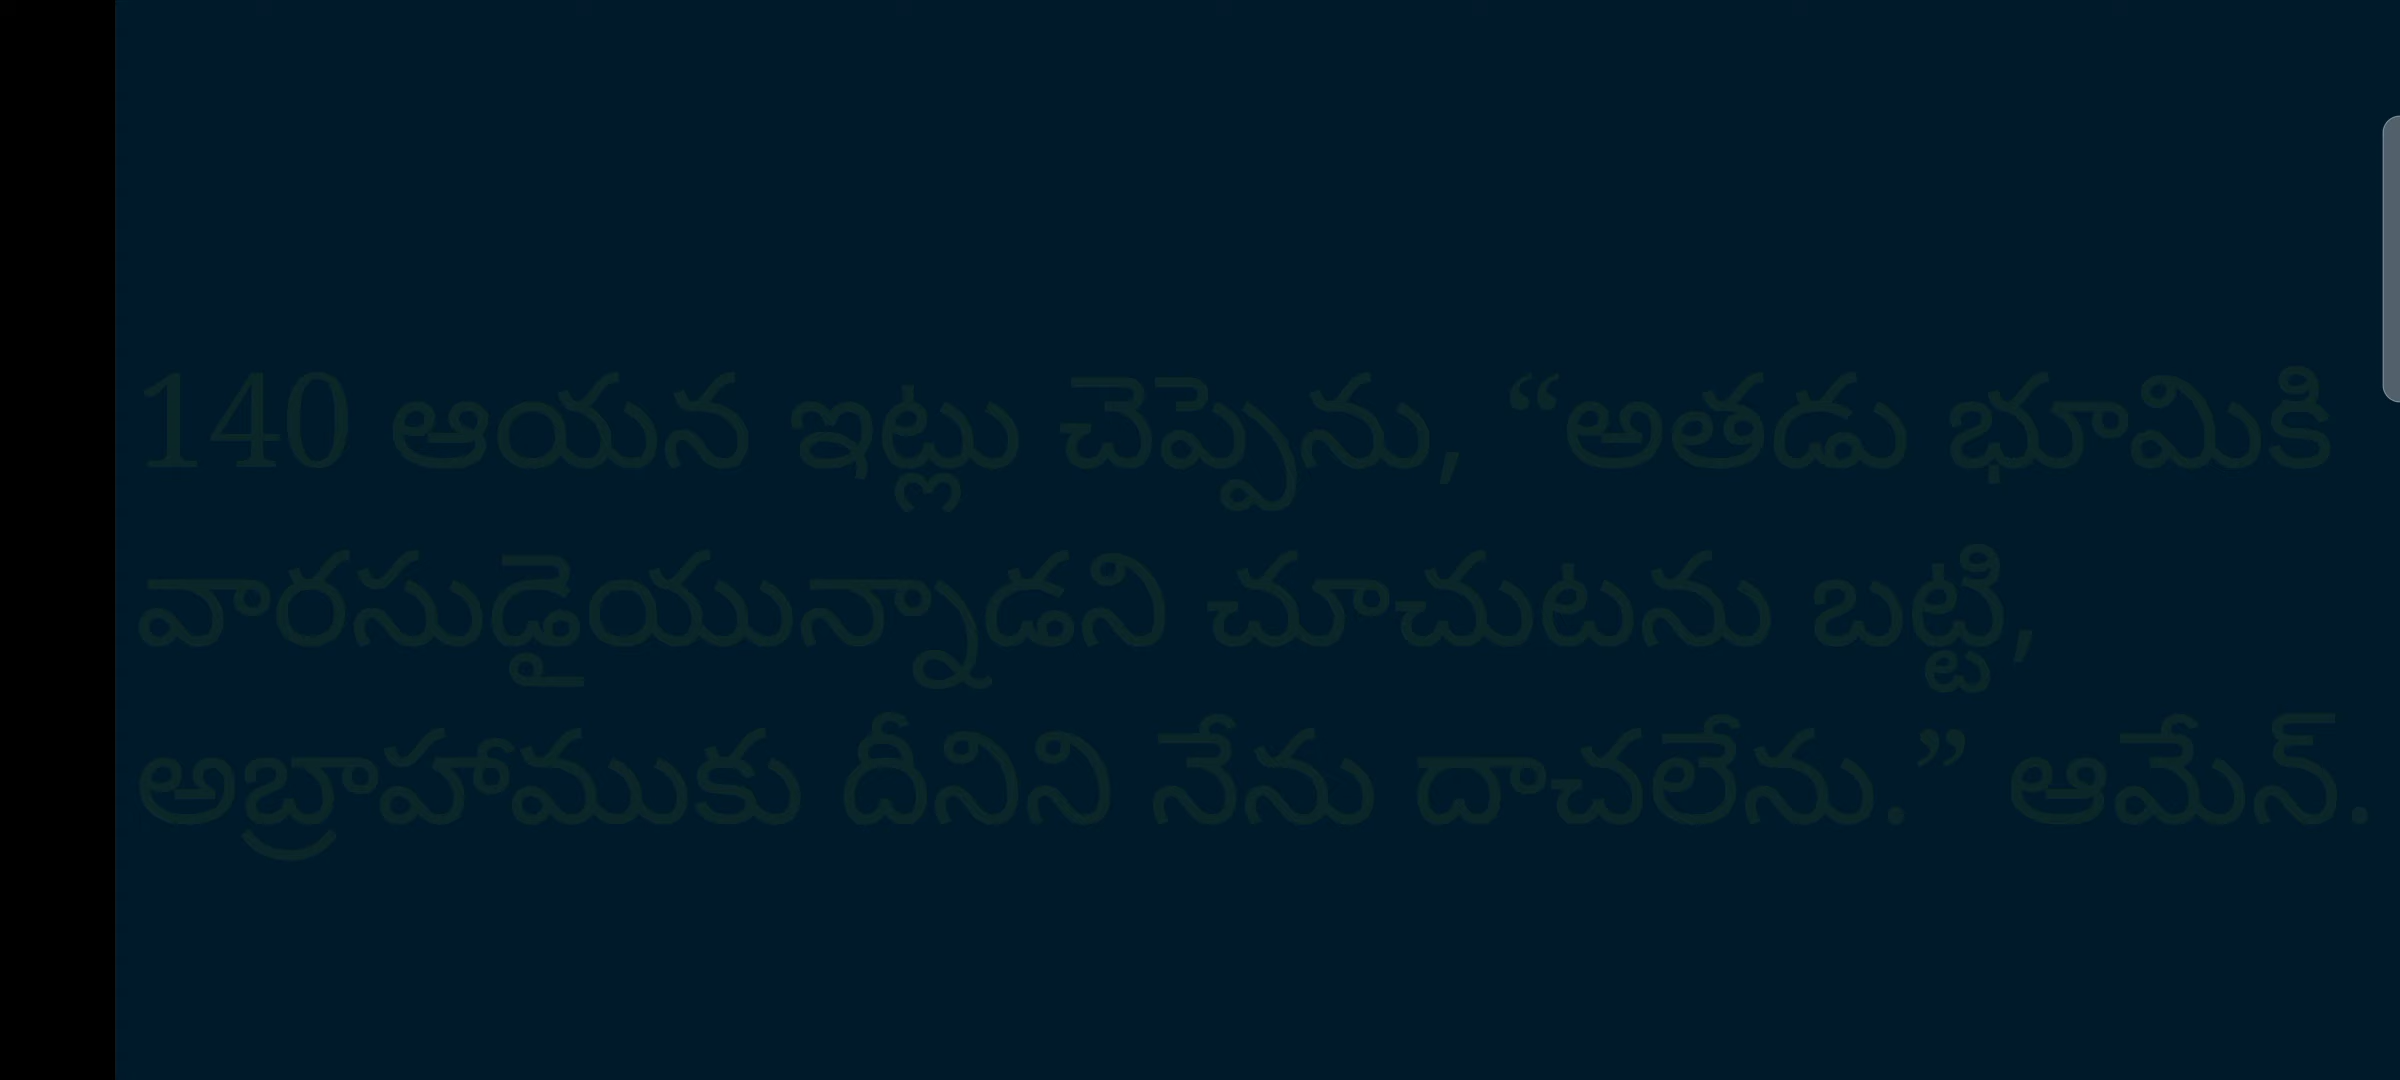 140 ఆయన ఇట్లు చెప్పెను, “అతడు భూమికి
వారసుడైయున్నాడని చూచుటను బట్టి,
అబ్రాహాముకు దీనిని నేను దాచలేను.” ఆమేన్.